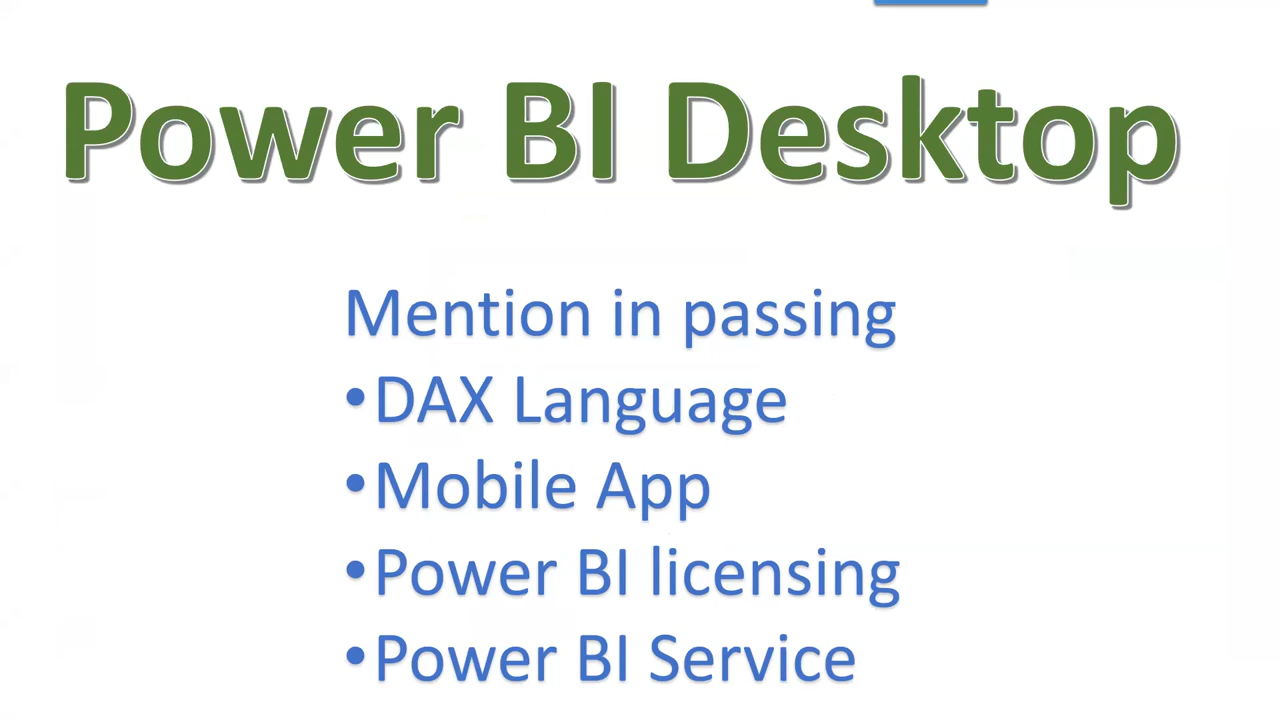 Power BI Desktop
Mention in passing
•DAX Language
•Mobile App
•Power BI licensing
•Power BI Service